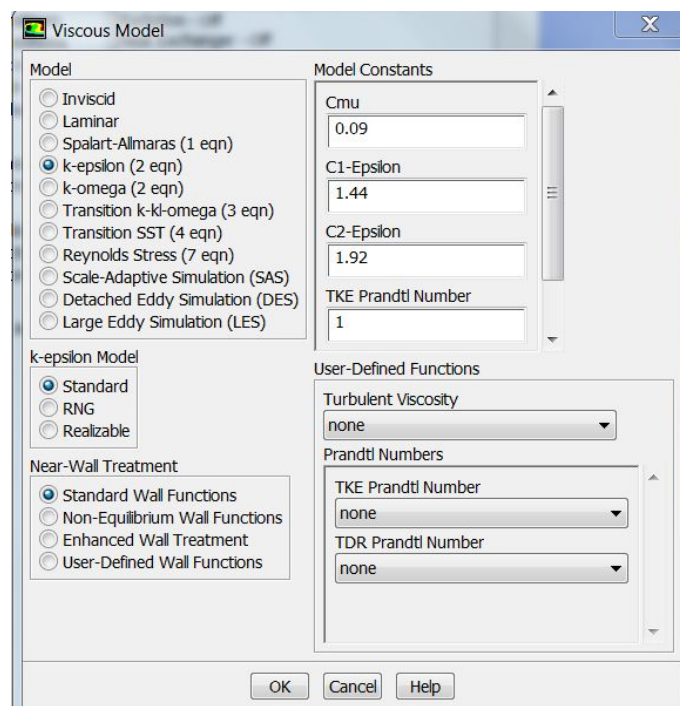 Viscous Model
Model
Inviscid
Laminar
Spalart-Allmaras (1 eqn)
k-epsilon (2 eqn)
k-omega (2 eqn)
Transition k-kl-omega (3 eqn)
Transition SST (4 eqn)
Reynolds Stress (7 eqn)
Scale-Adaptive Simulation (SAS)
Detached Eddy Simulation (DES)
Large Eddy Simulation (LES)
k-epsilon Model
Standard
RNG
Realizable
Near-Wall Treatment
Standard Wall Functions
Non-Equilibrium Wall Functions
Enhanced Wall Treatment
User-Defined Wall Functions
Model Constants
Cmu
0.09
C1-Epsilon
1.44
C2-Epsilon
1.92
TKE Prandtl Number
1
User-Defined Functions
Turbulent Viscosity
none
Prandtl Numbers
TKE Prandtl Number
none
TDR Prandtl Number
none
OK
Cancel
Help